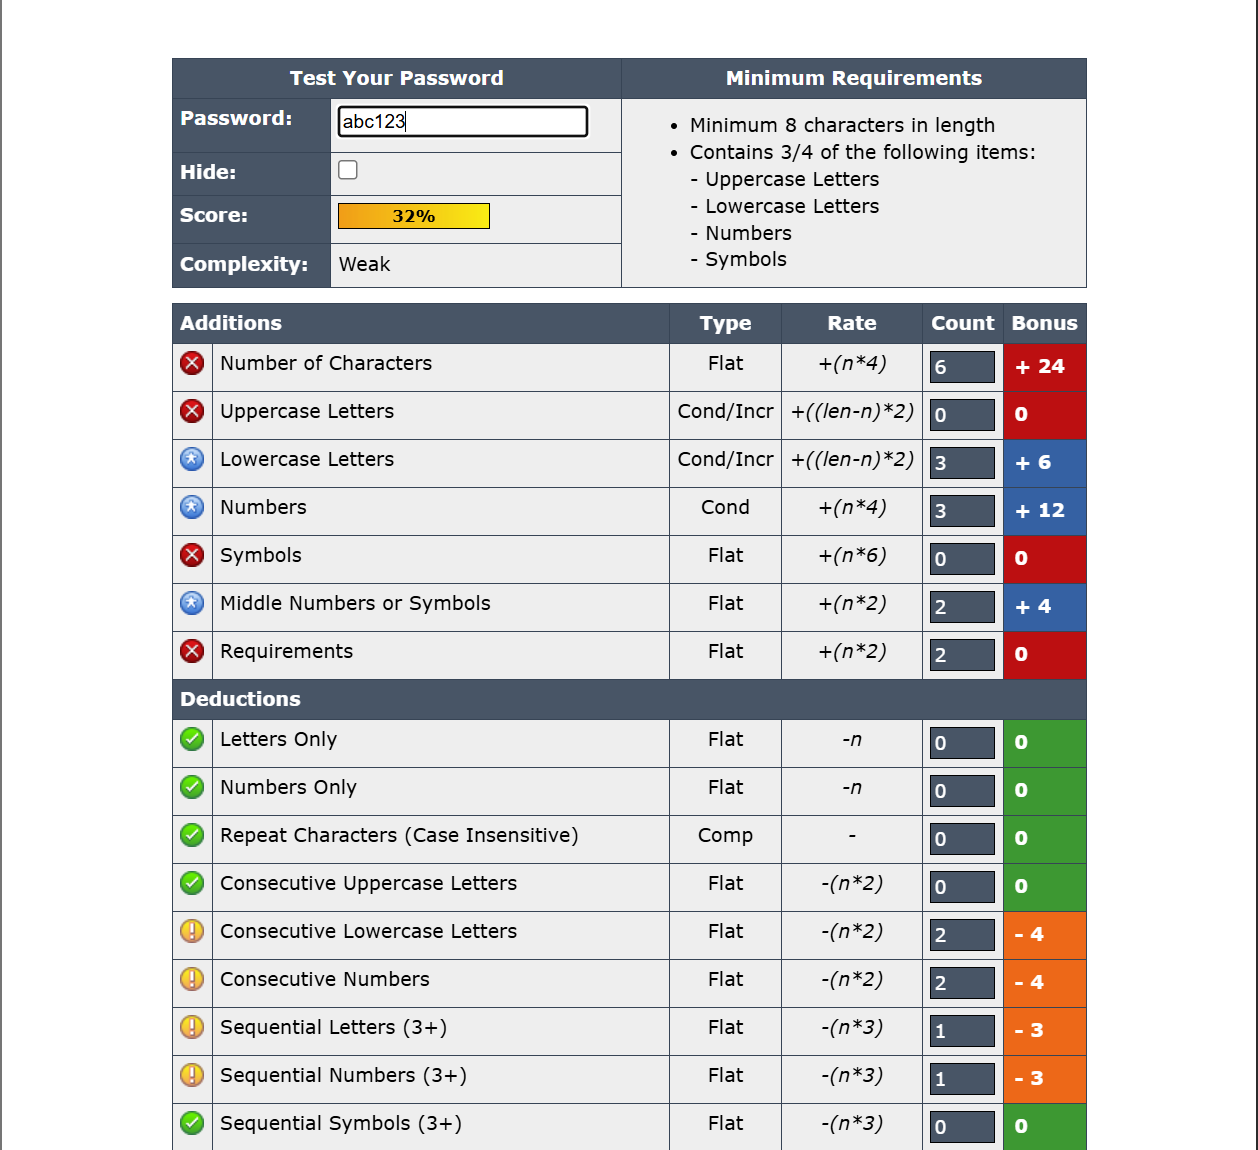 Test Your Password
Minimum Requirements
Password:
abc123
Hide:
Score:
32%
Complexity:
Weak
• Minimum 8 characters in length
• Contains 3/4 of the following items:
- Uppercase Letters
- Lowercase Letters
- Numbers
- Symbols
Additions Type Rate Count Bonus
Number of Characters Flat +(n*4) 6 + 24
Uppercase Letters Cond/Incr +((len-n)*2) 0 0
Lowercase Letters Cond/Incr +((len-n)*2) 3 + 6
Numbers Cond +(n*4) 3 + 12
Symbols Flat +(n*6) 0 0
Middle Numbers or Symbols Flat +(n*2) 2 + 4
Requirements Flat +(n*2) 2 0
Deductions
Letters Only Flat -n 0 0
Numbers Only Flat -n 0 0
Repeat Characters (Case Insensitive) Comp - 0 0
Consecutive Uppercase Letters Flat -(n*2) 0 0
Consecutive Lowercase Letters Flat -(n*2) 2 - 4
Consecutive Numbers Flat -(n*2) 2 - 4
Sequential Letters (3+) Flat -(n*3) 1 - 3
Sequential Numbers (3+) Flat -(n*3) 1 - 3
Sequential Symbols (3+) Flat -(n*3) 0 0